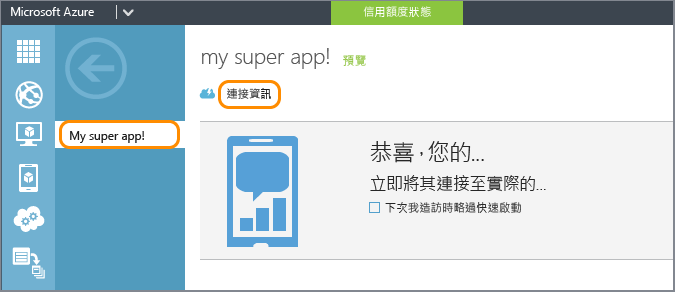 Microsoft Azure
信用額度狀態
my super app! 預覽
連接資訊
My super app!
恭喜，您的...
立即將其連接至實際的...
下次我造訪時略過快速啟動